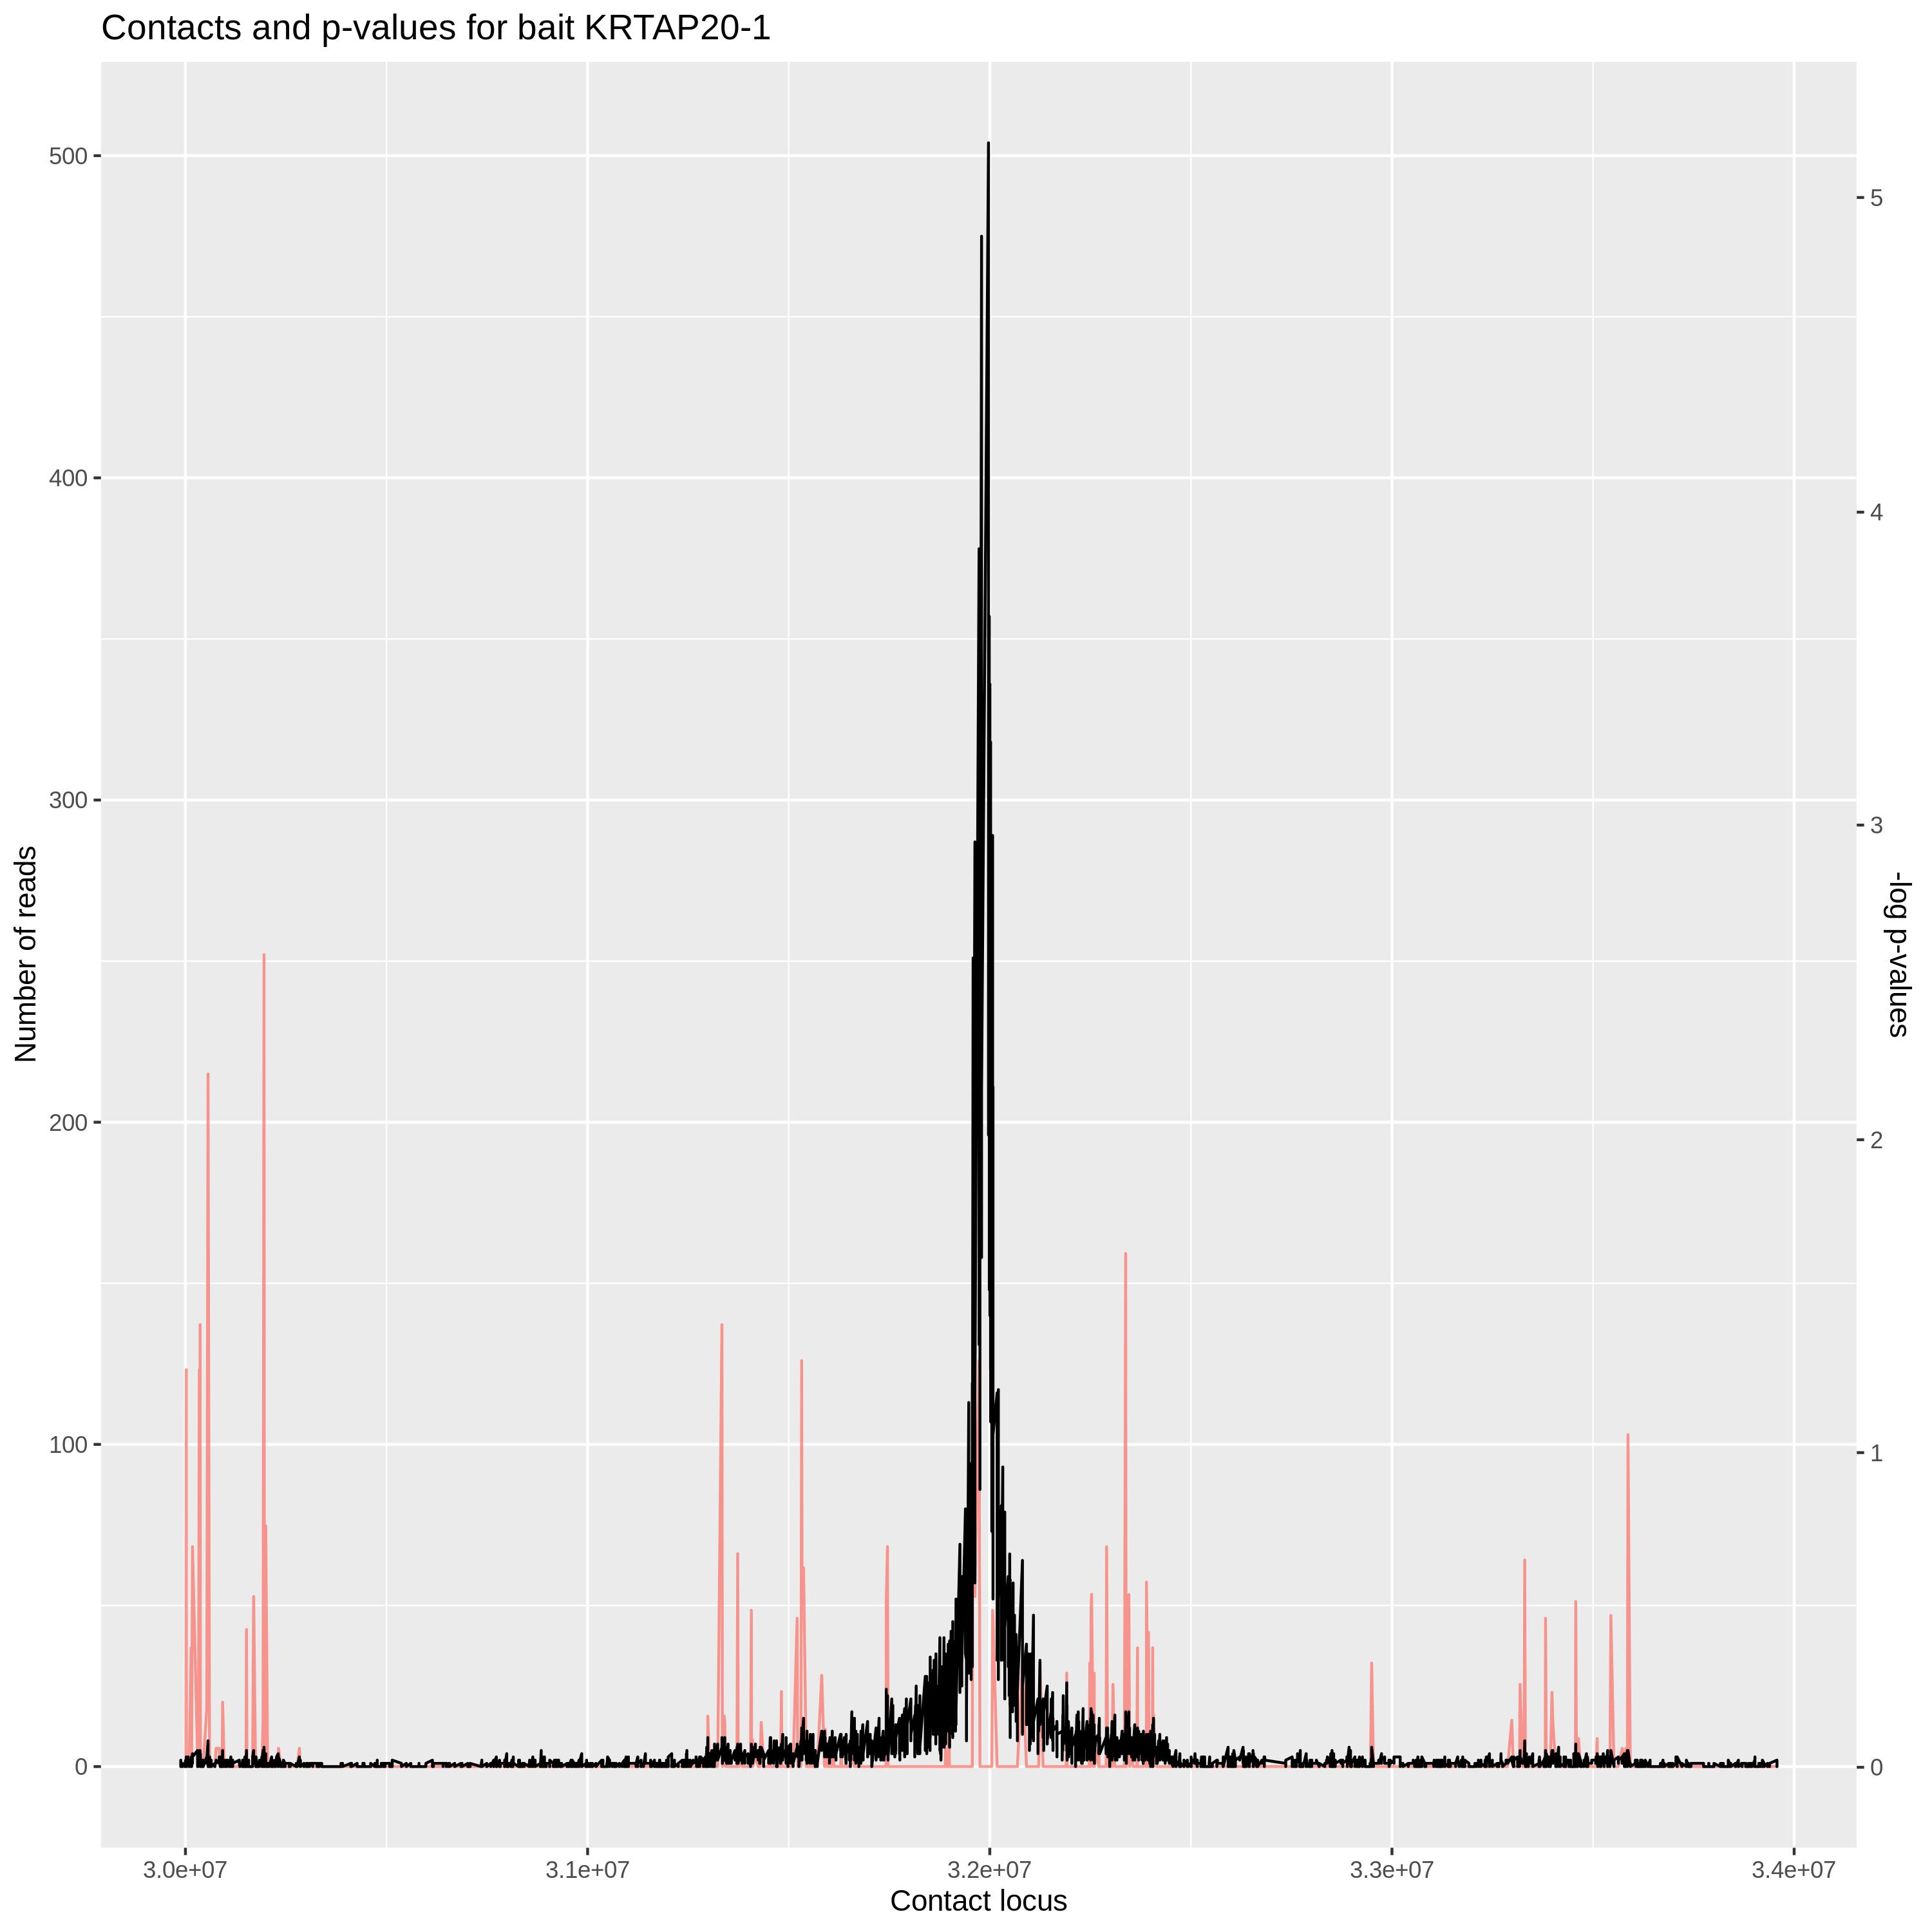 Contacts and p-values for bait KRTAP20-1
500
400
300
200
100
0
Number of reads
5
4
3
2
1
0
-log p-values
3.0e+07 3.1e+07 3.2e+07 3.3e+07 3.4e+07
Contact locus